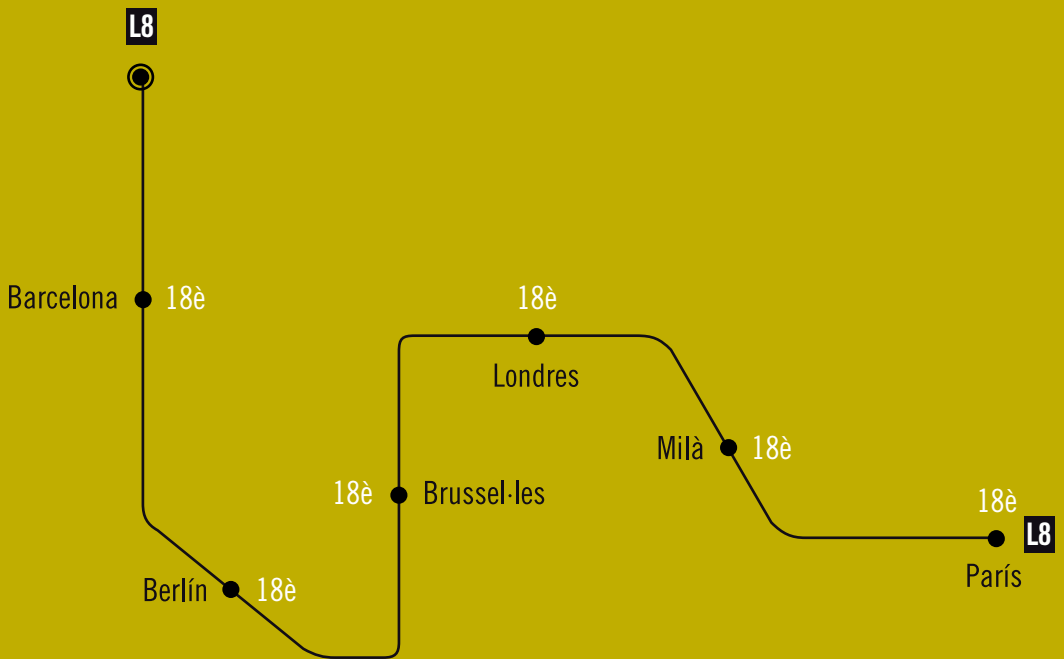 L8
Barcelona 18è
18è
Londres
Milà 18è
18è Brussel·les
18è
L8
París
Berlín 18è